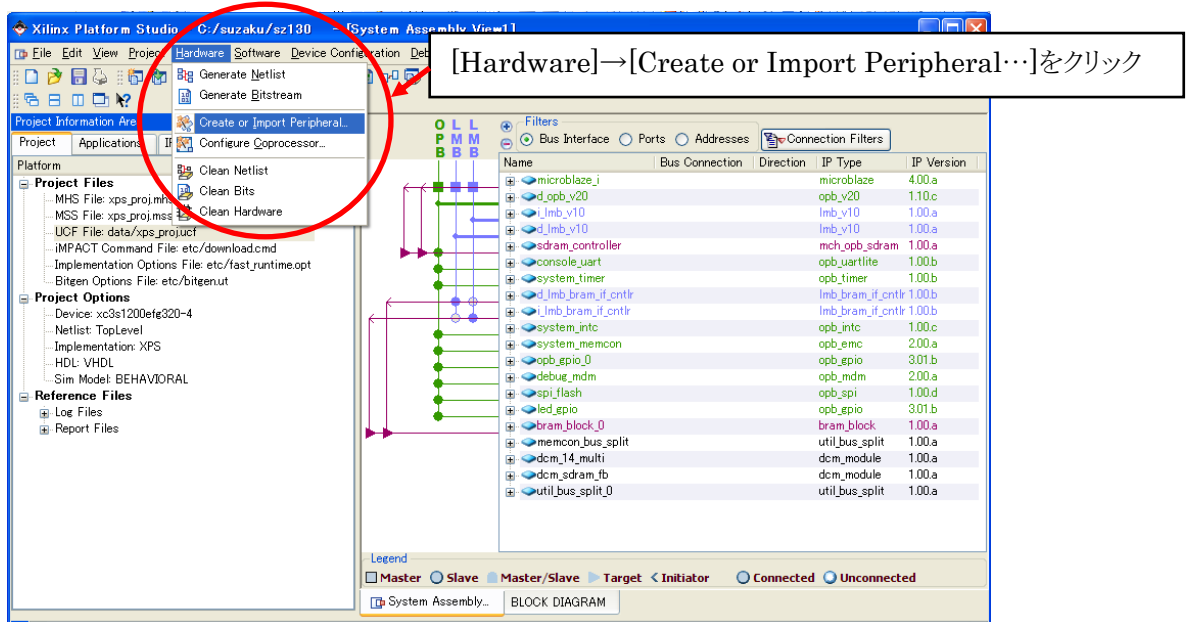 Xilinx Platform Studio - C:/suzaku/sz130 - [System Assembly View1]
File Edit View Project Hardware Software Device Configuration Deb
[Hardware]→[Create or Import Peripheral…]をクリック
Generate Netlist
Generate Bitstream
Create or Import Peripheral...
Configure Coprocessor...
Clean Netlist
Clean Bits
Clean Hardware
Project Information Are
Project Applications IF
Platform
Project Files
MHS File: xps_proj.mhs
MSS File: xps_proj.mss
UCF File: data/xps_proj.ucf
iMPACT Command File: etc/download.cmd
Implementation Options File: etc/fast_runtime.opt
Bitgen Options File: etc/bitgen.ut
Project Options
Device: xc3s1200efg320-4
Netlist: TopLevel
Implementation: XPS
HDL: VHDL
Sim Model: BEHAVIORAL
Reference Files
Log Files
Report Files
O L L
P M M
B B B
Filters
Bus Interface Ports Addresses Connection Filters
Name Bus Connection Direction IP Type IP Version
microblaze_i microblaze 4.00.a
d_opb_v20 opb_v20 1.10.c
i_lmb_v10 lmb_v10 1.00.a
d_lmb_v10 lmb_v10 1.00.a
sdram_controller mch_opb_sdram 1.00.a
console_uart opb_uartlite 1.00.b
system_timer opb_timer 1.00.b
d_lmb_bram_if_cntlr lmb_bram_if_cntlr 1.00.b
i_lmb_bram_if_cntlr lmb_bram_if_cntlr 1.00.b
system_intc opb_intc 1.00.c
system_memcon opb_emc 2.00.a
opb_gpio_0 opb_gpio 3.01.b
debug_mdm opb_mdm 2.00.a
spi_flash opb_spi 1.00.d
led_gpio opb_gpio 3.01.b
bram_block_0 bram_block 1.00.a
memcon_bus_split util_bus_split 1.00.a
dcm_14_multi dcm_module 1.00.a
dcm_sdram_fb dcm_module 1.00.a
util_bus_split_0 util_bus_split 1.00.a
Legend
Master Slave Master/Slave Target Initiator Connected Unconnected
System Assembly... BLOCK DIAGRAM